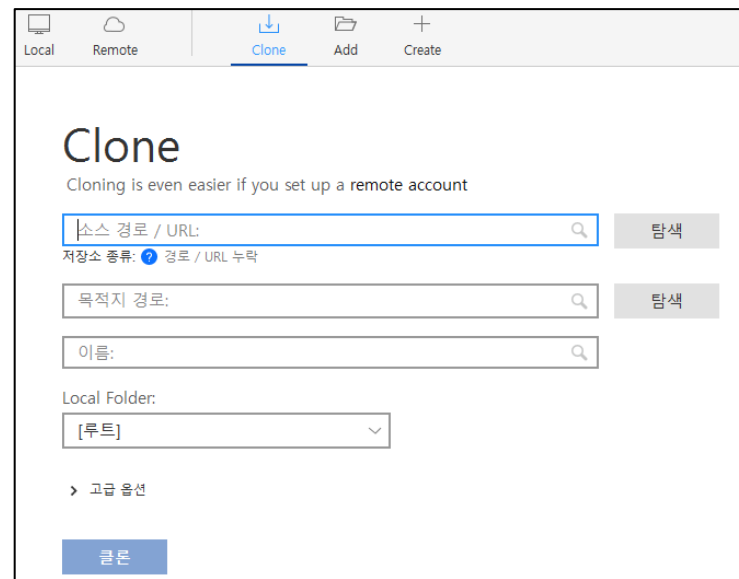 Local Remote Clone Add Create
Clone
Cloning is even easier if you set up a remote account
소스 경로 / URL: 탐색
저장소 종류: ? 경로 / URL 누락
목적지 경로: 탐색
이름:
Local Folder:
[루트]
고급 옵션
클론